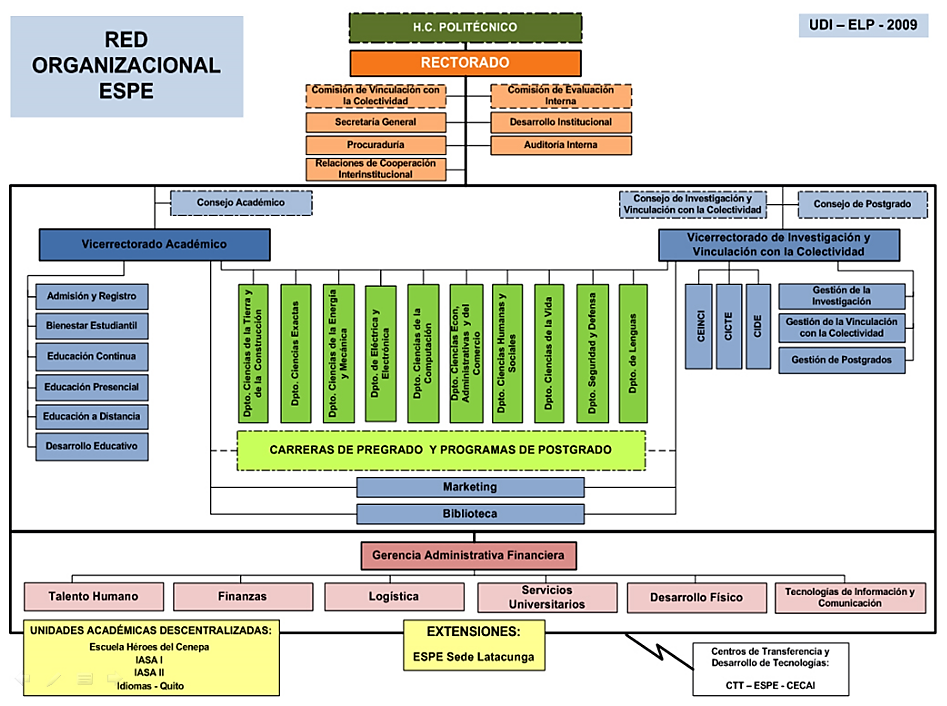 RED
ORGANIZACIONAL
ESPE
H.C. POLITÉCNICO
UDI – ELP - 2009
RECTORADO
Comisión de Vinculación con
la Colectividad
Comisión de Evaluación
Interna
Secretaría General
Desarrollo Institucional
Procuraduría
Auditoría Interna
Relaciones de Cooperación
Interinstitucional
Consejo Académico
Consejo de Investigación y
Vinculación con la Colectividad
Consejo de Postgrado
Vicerrectorado Académico
Vicerrectorado de Investigación y
Vinculación con la Colectividad
Admisión y Registro
Bienestar Estudiantil
Educación Continua
Educación Presencial
Educación a Distancia
Desarrollo Educativo
Dpto. Ciencias de la Tierra y
de la Construcción
Dpto. Ciencias Exactas
Dpto. Ciencias de la Energía
y Mecánica
Dpto. de Eléctrica y
Electrónica
Dpto. Ciencias de la
Computación
Dpto. Ciencias Econ,
Administrativas y del
Comercio
Dpto. Ciencias Humanas y
Sociales
Dpto. Ciencias de la Vida
Dpto. Seguridad y Defensa
Dpto. de Lenguas
CEINCI
CICTE
CIDE
Gestión de la
Investigación
Gestión de la Vinculación
con la Colectividad
Gestión de Postgrados
CARRERAS DE PREGRADO Y PROGRAMAS DE POSTGRADO
Marketing
Biblioteca
Gerencia Administrativa Financiera
Talento Humano
Finanzas
Logística
Servicios
Universitarios
Desarrollo Físico
Tecnologías de Información y
Comunicación
UNIDADES ACADÉMICAS DESCENTRALIZADAS:
Escuela Héroes del Cenepa
IASA I
IASA II
Idiomas - Quito
EXTENSIONES:
ESPE Sede Latacunga
Centros de Transferencia y
Desarrollo de Tecnologías:
CTT – ESPE - CECAI